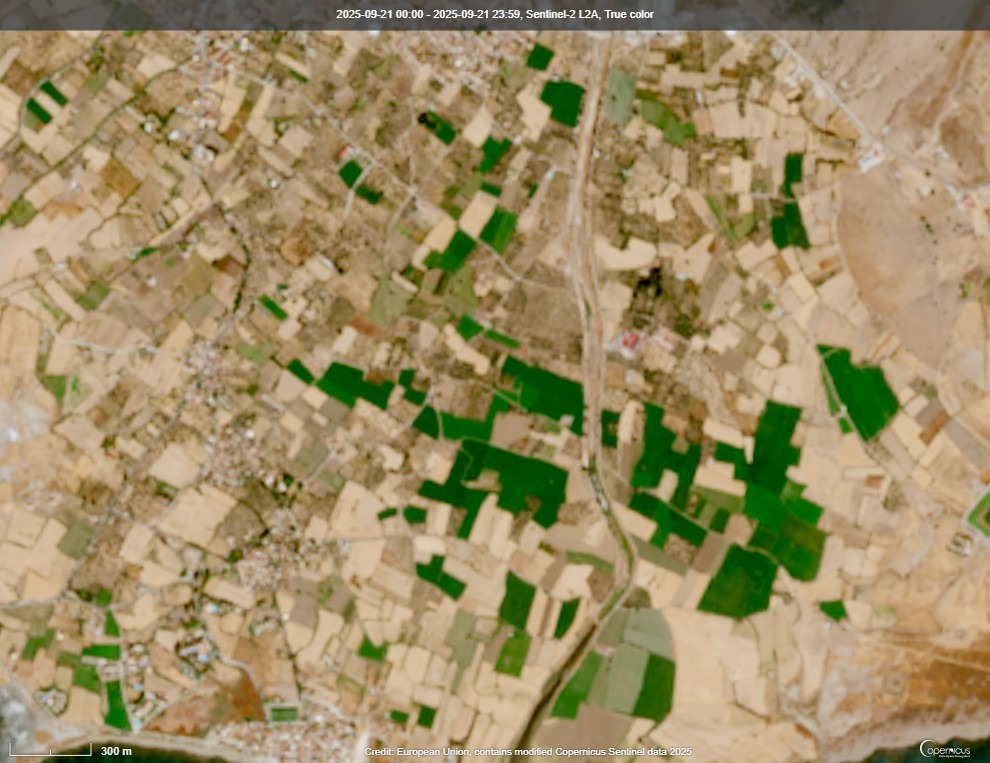 2025-09-21 00:00 - 2025-09-21 23:59, Sentinel-2 L2A, True color
300 m
Credit: European Union, contains modified Copernicus Sentinel data 2025
opernicus